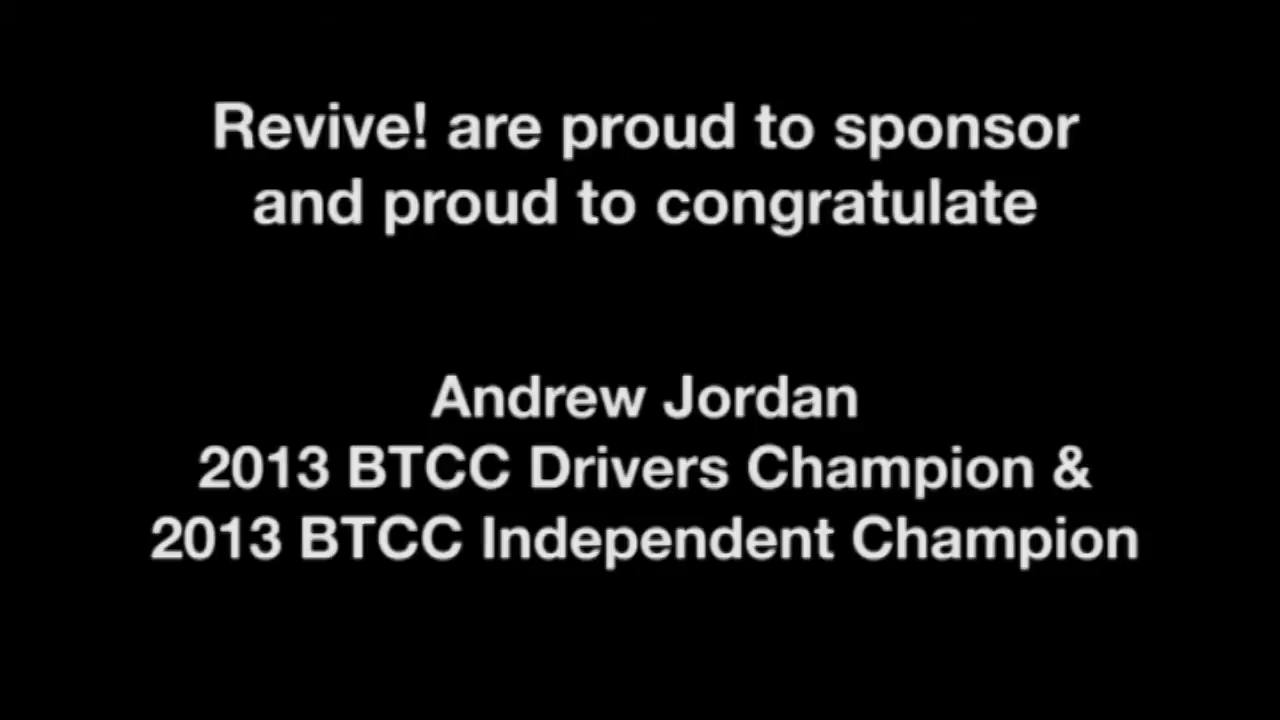 Revive! are proud to sponsor
and proud to congratulate
Andrew Jordan
2013 BTCC Drivers Champion &
2013 BTCC Independent Champion